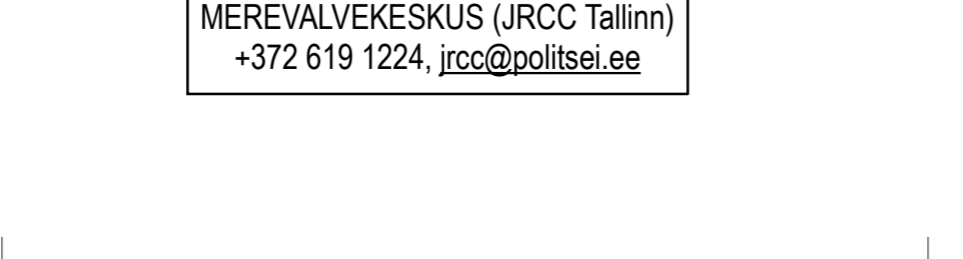 MEREVALVEKESKUS (JRCC Tallinn)
+372 619 1224, jrcc@politsei.ee